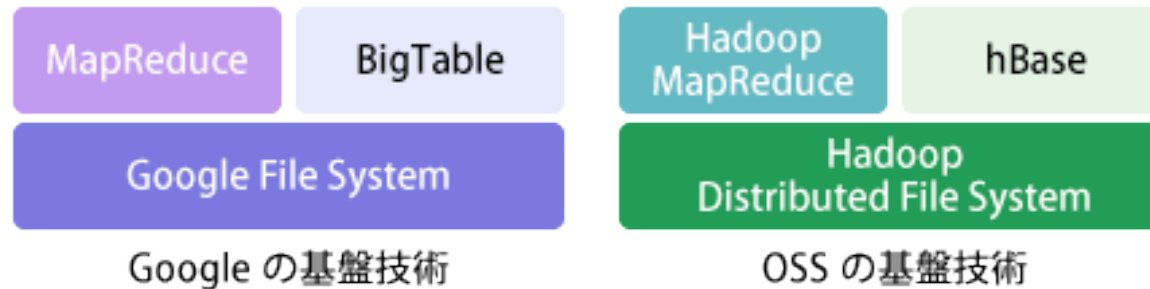 MapReduce
BigTable
Google File System
Google の基盤技術
Hadoop
MapReduce
hBase
Hadoop
Distributed File System
OSS の基盤技術